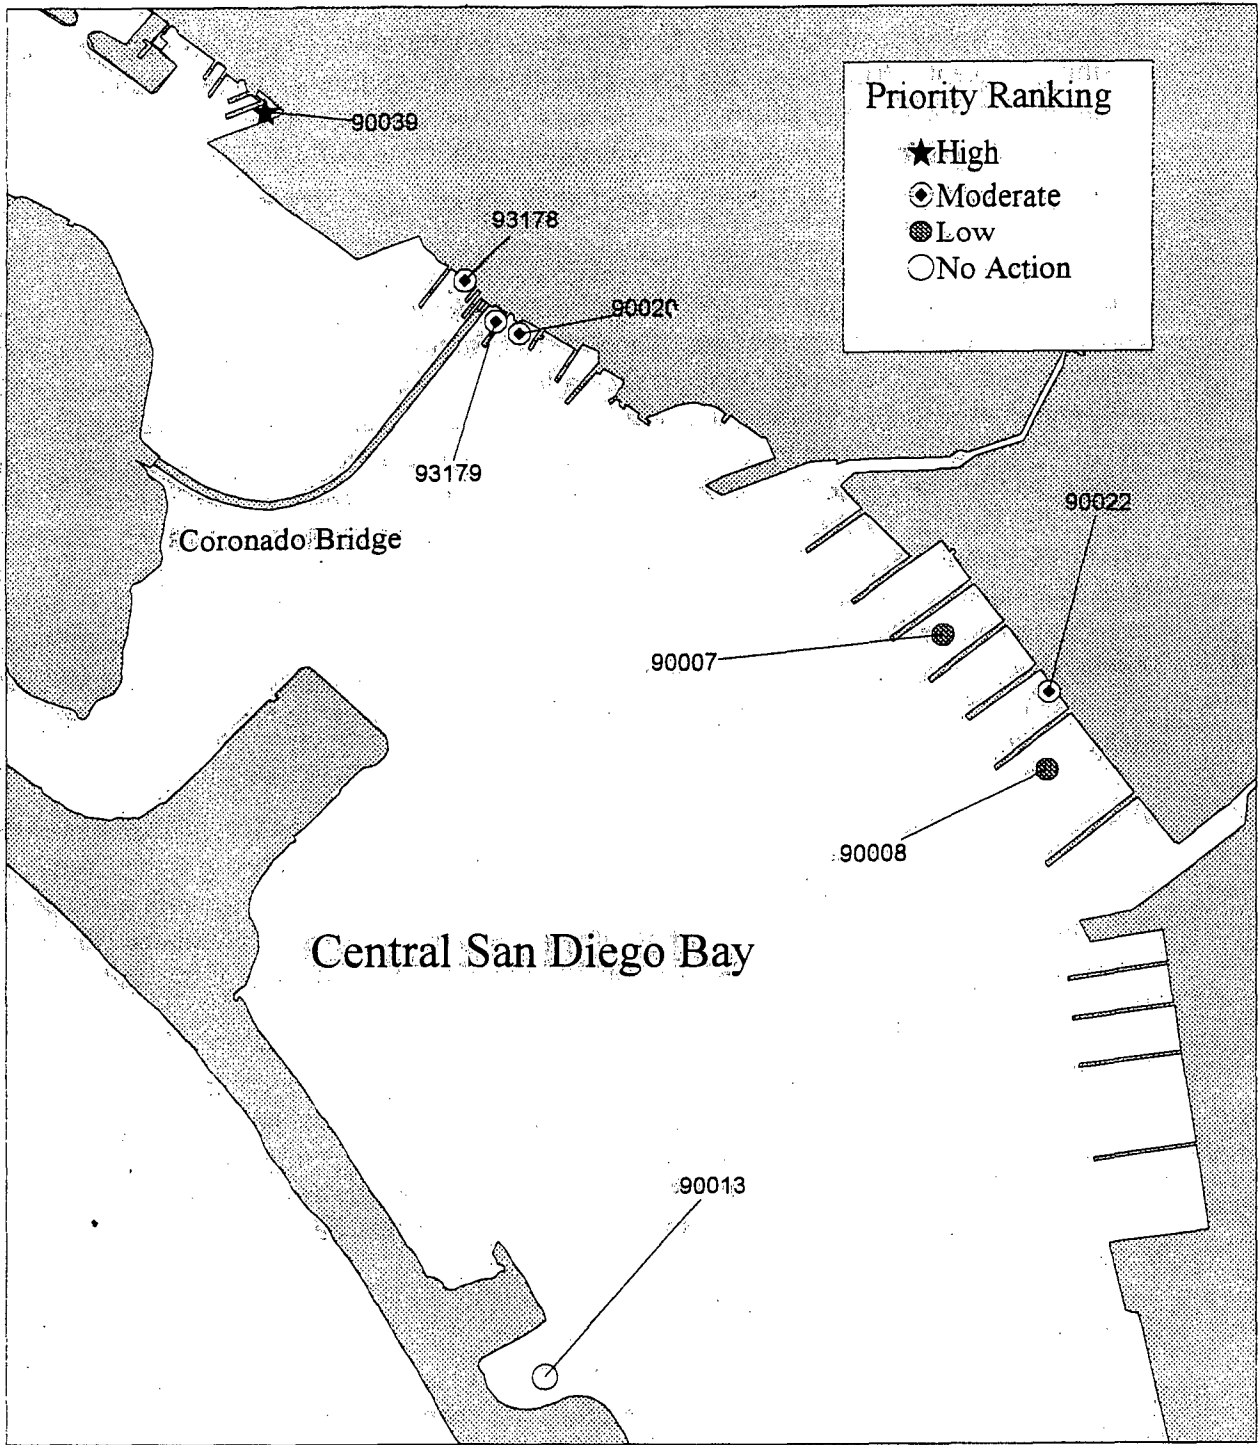 Priority Ranking
High
Moderate
Low
No Action
90039
93178
90020
93179
Coronado Bridge
90022
90007
90008
Central San Diego Bay
90013